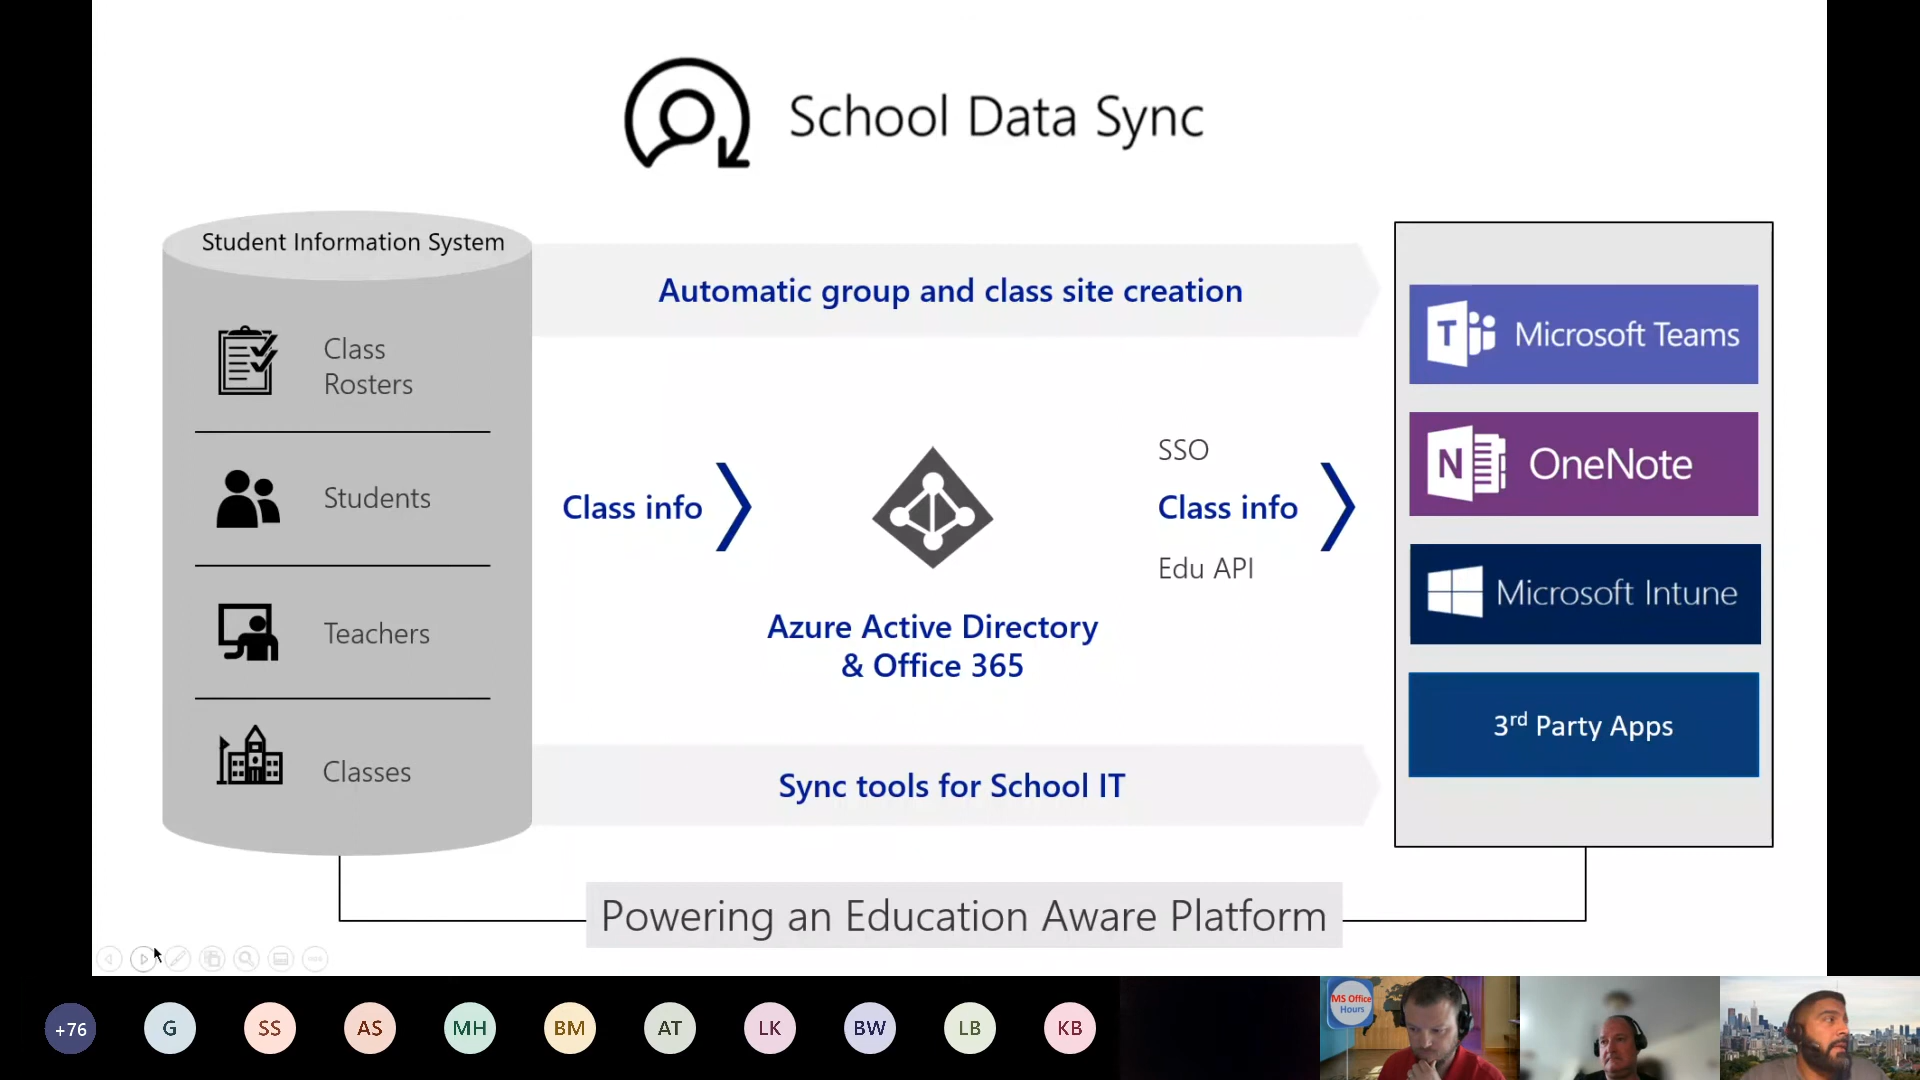 School Data Sync
Student Information System
Class
Rosters
Students
Teachers
Classes
Automatic group and class site creation
Class info
Azure Active Directory
& Office 365
SSO
Class info
Edu API
Sync tools for School IT
T
Microsoft Teams
N
OneNote
Microsoft Intune
3rd Party Apps
Powering an Education Aware Platform
+76
G
SS
AS
MH
BM
AT
LK
BW
LB
KB
MS Office
Hours